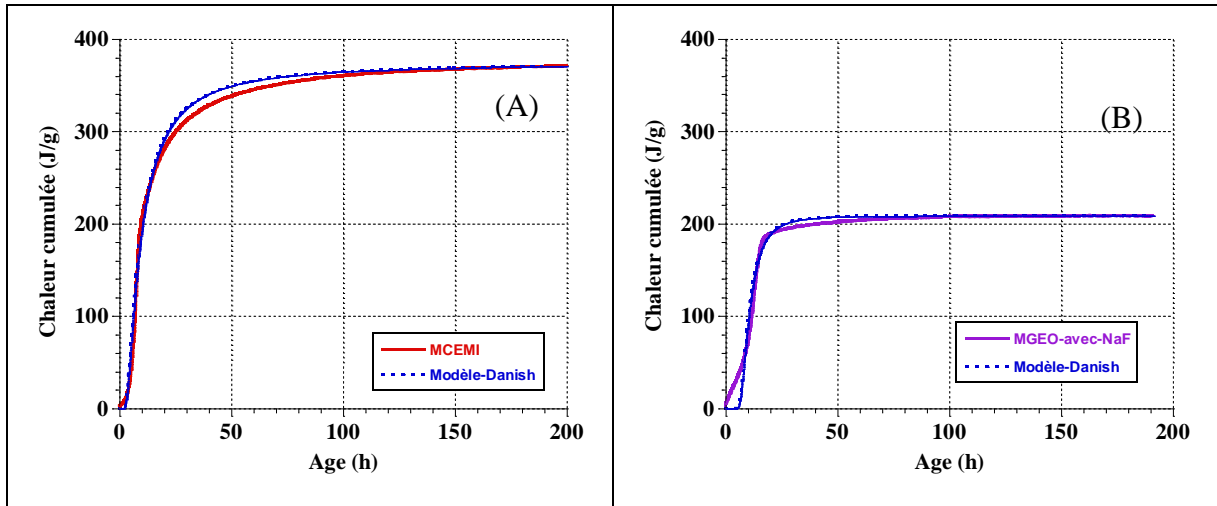 (A)
Chaleur cumulée (J/g)
400
300
200
100
0
0 50 100 150 200
Age (h)
MCEMI
Modèle-Danish
(B)
Chaleur cumulée (J/g)
400
300
200
100
0
0 50 100 150 200
Age (h)
MGEO-avec-NaF
Modèle-Danish